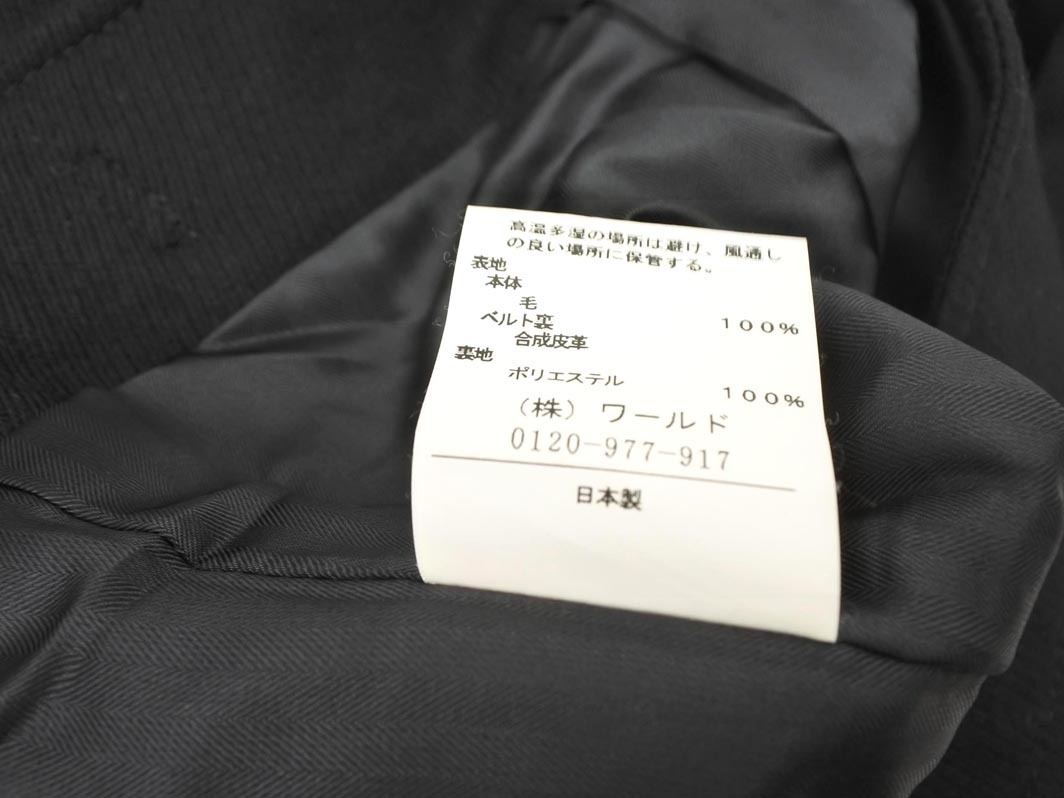 高温多湿の場所は避け、風通し
の良い場所に保管する。
表地
本体
毛 １００％
ベルト裏
合成皮革
裏地
ポリエステル １００％
（株）ワールド
0120-977-917
日本製